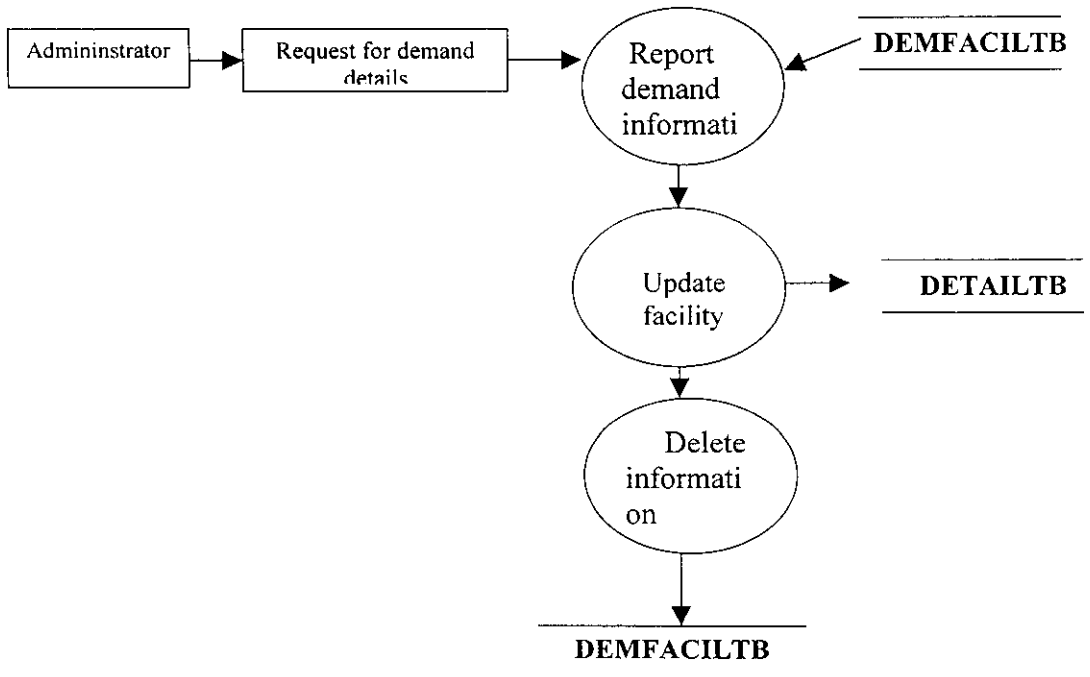 Admininstrator
Request for demand
details
Report
demand
informati
DEMFACILTB
Update
facility
DETAILTB
Delete
informati
on
DEMFACILTB